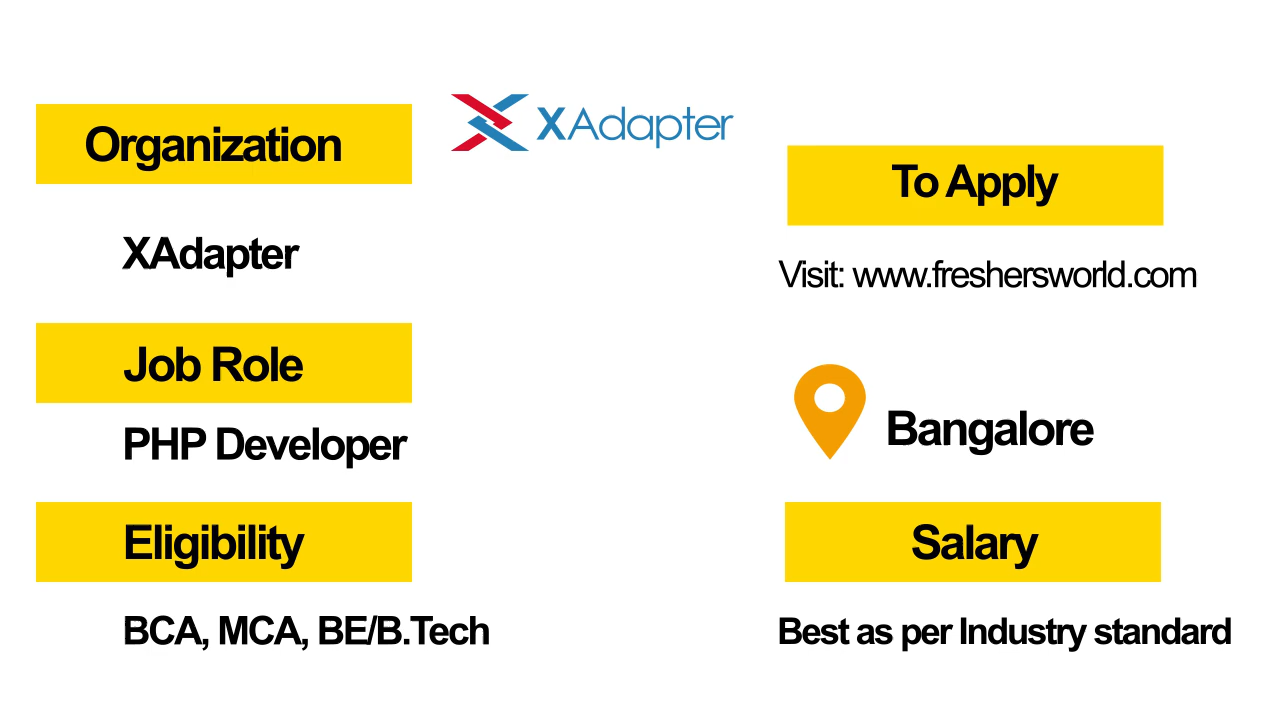 Organization
XAdapter
XAdapter
Job Role
PHP Developer
Eligibility
BCA, MCA, BE/B.Tech
To Apply
Visit: www.freshersworld.com
Bangalore
Salary
Best as per Industry standard